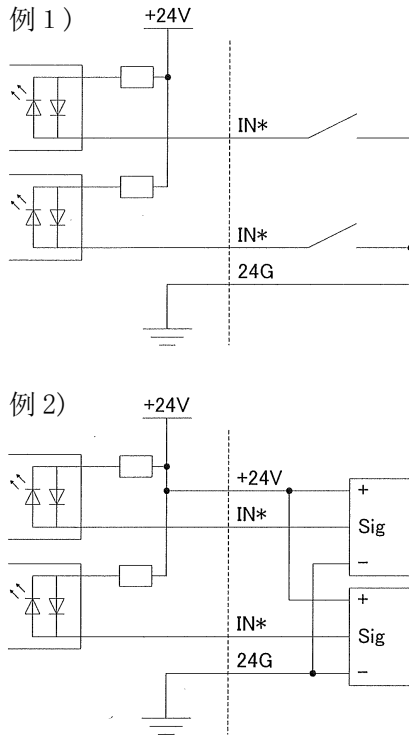 例1)
+24V
IN*
IN*
24G
例2)
+24V
+24V
+
IN*
Sig
−
+
IN*
Sig
24G
−